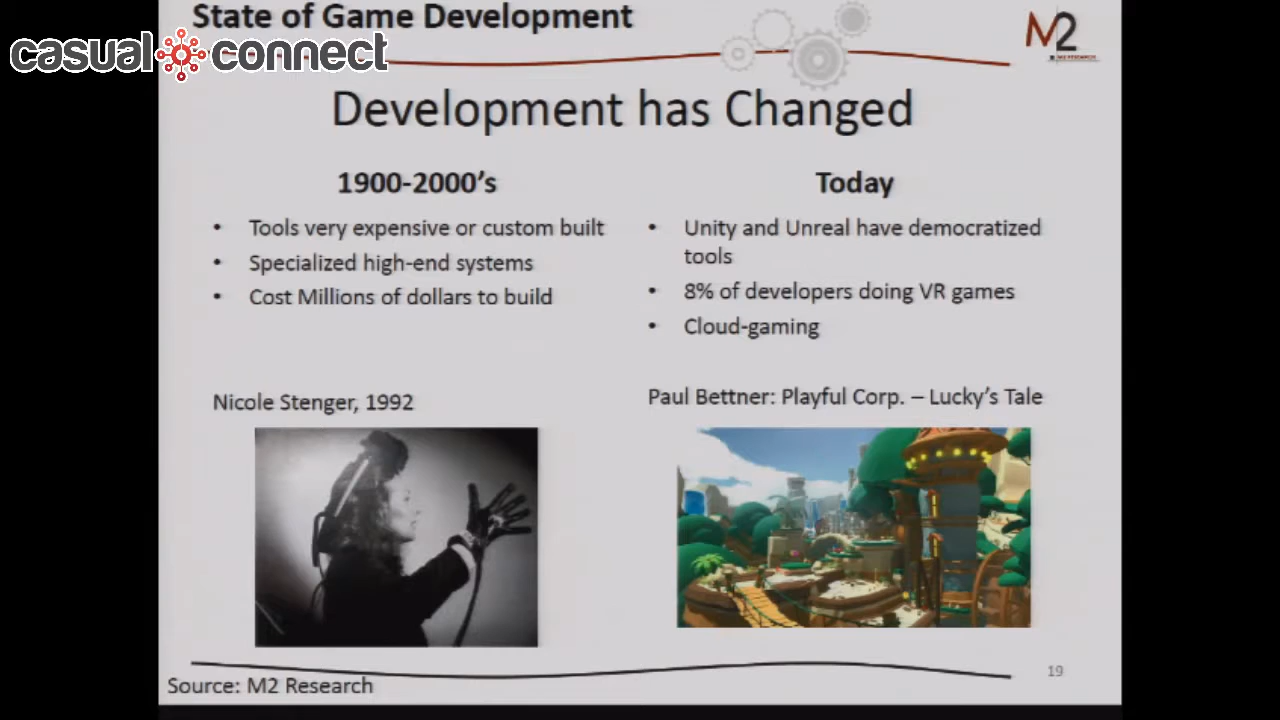 State of Game Development
casual connect
M2
Development has Changed
1900-2000's
• Tools very expensive or custom built
• Specialized high-end systems
• Cost Millions of dollars to build
Nicole Stenger, 1992
Today
• Unity and Unreal have democratized
tools
• 8% of developers doing VR games
• Cloud-gaming
Paul Bettner: Playful Corp. – Lucky's Tale
Source: M2 Research
19